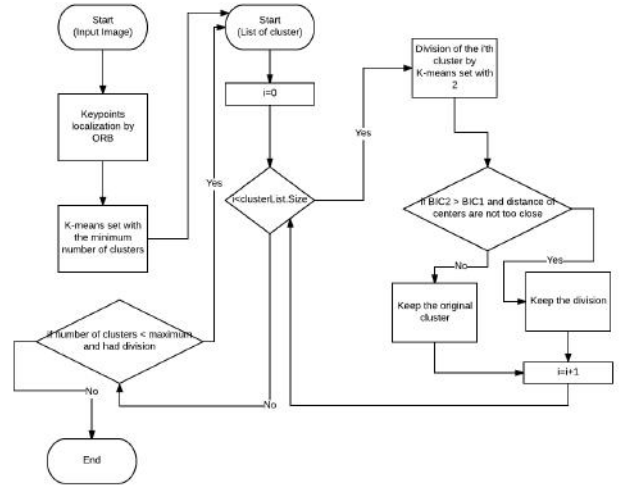 Start
(Input Image)
Keypoints
localization by
ORB
K-means set with
the minimum
number of clusters
Start
(List of cluster)
i=0
i<clusterList.Size
Yes
Yes
Division of the i'th
cluster by
K-means set with
2
If BIC2 > BIC1 and distance of
centers are not too close
No
Yes
Keep the original
cluster
Keep the division
i=i+1
if number of clusters < maximum
and had division
No
No
End